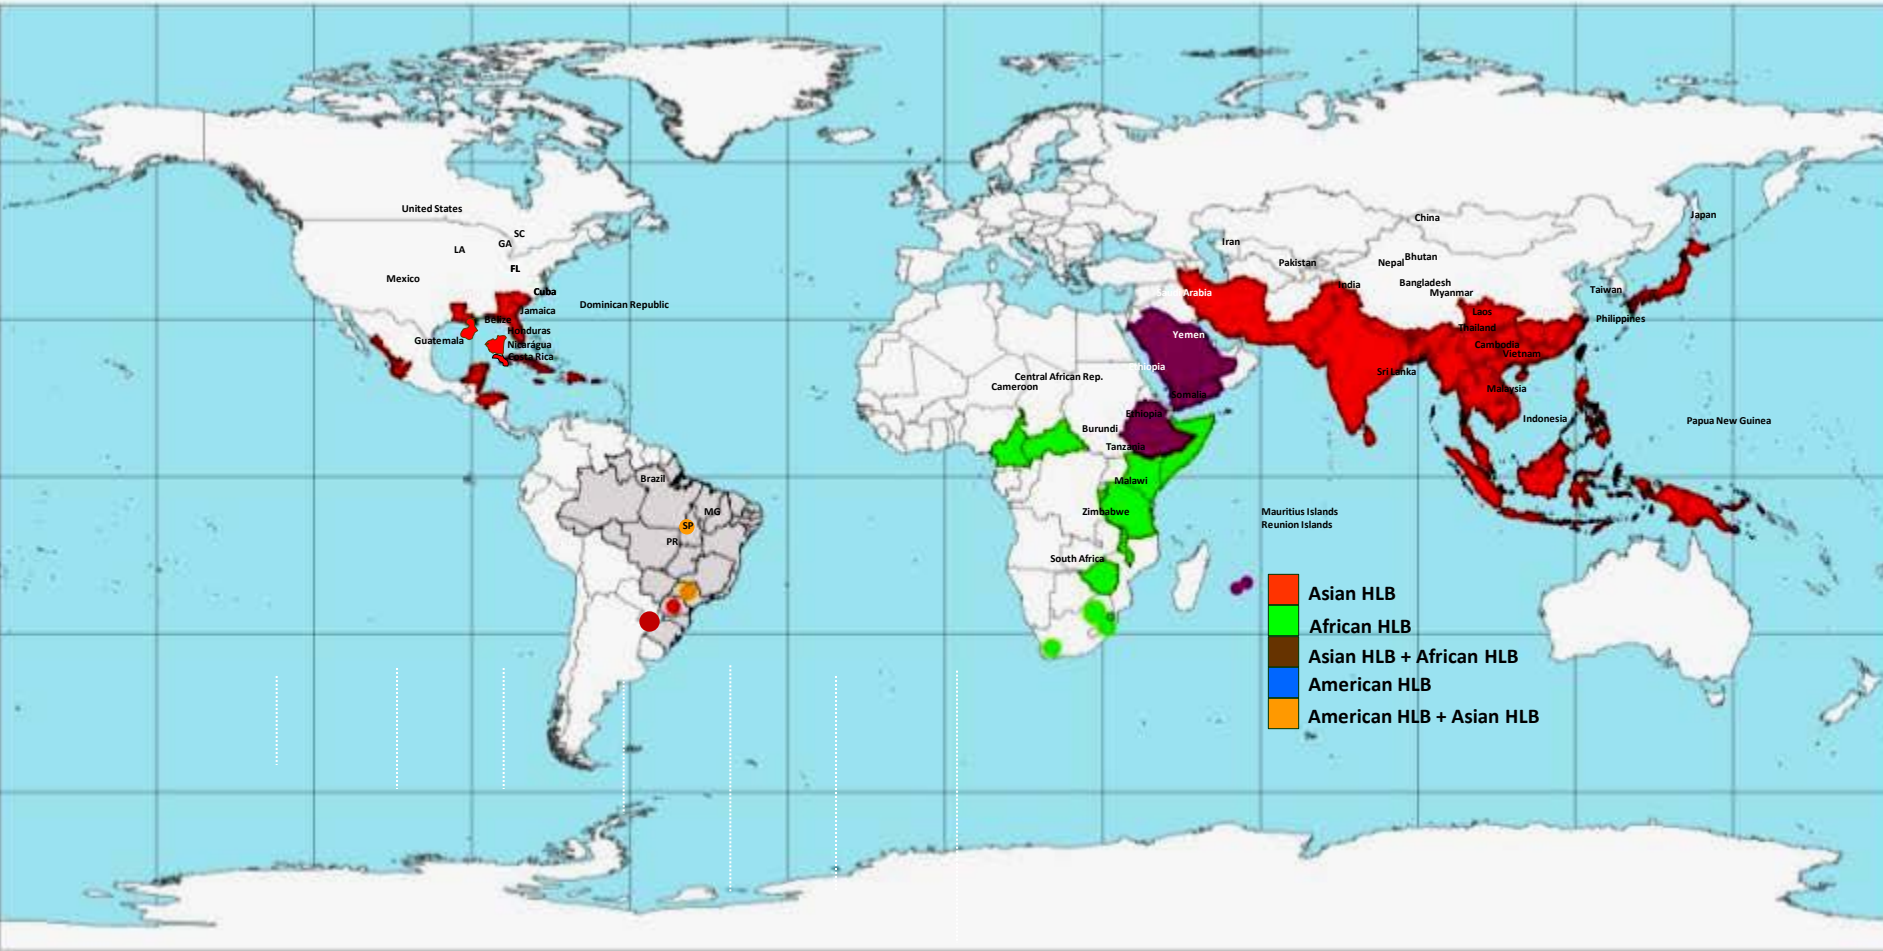 United States
SC
GA
LA
FL
Mexico
Cuba
Dominican Republic
Jamaica
Belize
Honduras
Guatemala
Nicarágua
Costa Rica
Brazil
MG
SP
PR
Japan
China
Iran
Bhutan
Pakistan
Nepal
India
Bangladesh
Taiwan
Saudi Arabia
Myanmar
Laos
Philippines
Thailand
Yemen
Cambodia
Vietnam
Ethiopia
Sri Lanka
Central African Rep.
Cameroon
Malaysia
Somalia
Ethiopia
Indonesia
Papua New Guinea
Burundi
Tanzania
Malawi
Zimbabwe
Mauritius Islands
Reunion Islands
South Africa
Asian HLB
African HLB
Asian HLB + African HLB
American HLB
American HLB + Asian HLB